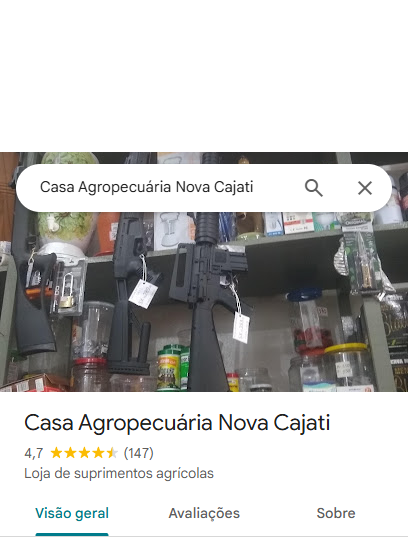 Casa Agropecuária Nova Cajati
Casa Agropecuária Nova Cajati
4,7 (147)
Loja de suprimentos agrícolas
Visão geral Avaliações Sobre